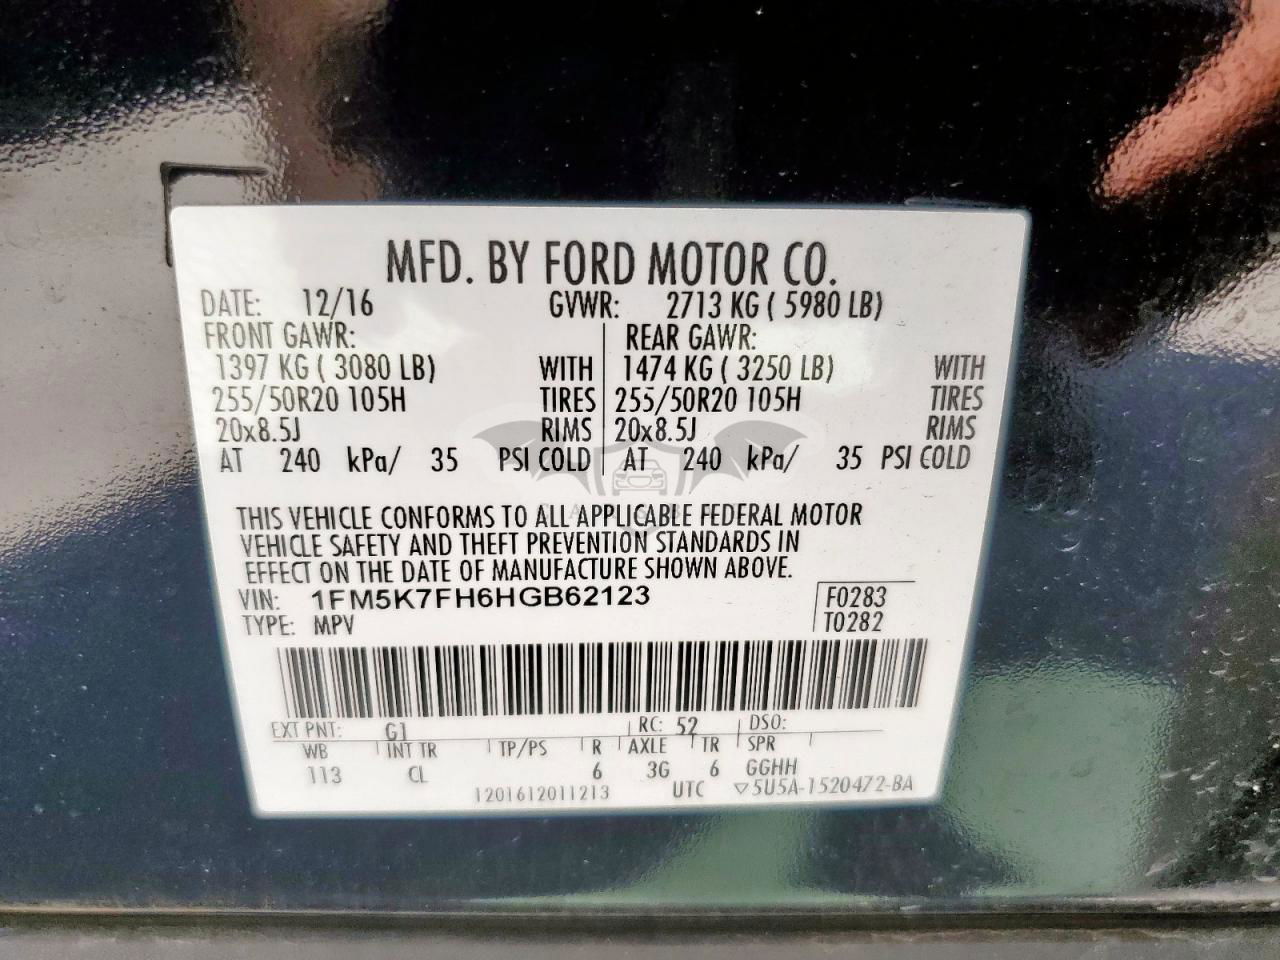 MFD. BY FORD MOTOR CO.
DATE: 12/16 GVWR: 2713 KG ( 5980 LB)
FRONT GAWR: REAR GAWR:
1397 KG ( 3080 LB) WITH 1474 KG ( 3250 LB) WITH
255/50R20 105H TIRES 255/50R20 105H TIRES
20x8.5J RIMS 20x8.5J RIMS
AT 240 kPa/ 35 PSI COLD AT 240 kPa/ 35 PSI COLD
THIS VEHICLE CONFORMS TO ALL APPLICABLE FEDERAL MOTOR
VEHICLE SAFETY AND THEFT PREVENTION STANDARDS IN
EFFECT ON THE DATE OF MANUFACTURE SHOWN ABOVE.
VIN: 1FM5K7FH6HGB62123 F0283
TYPE: MPV T0282
EXT PNT: G1 RC: 52 DSO:
WB INT TR TP/PS R AXLE TR SPR
113 CL 6 3G 6 GGHH
1201612011213 UTC ▽5U5A-1520472-BA